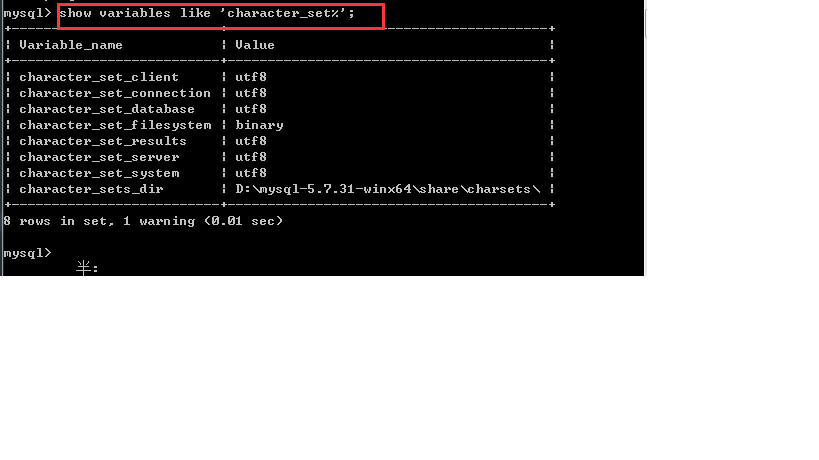 mysql> show variables like 'character_set%';
+--------------------------+----------------------------------------+
| Variable_name            | Value                                  |
+--------------------------+----------------------------------------+
| character_set_client     | utf8                                   |
| character_set_connection | utf8                                   |
| character_set_database   | utf8                                   |
| character_set_filesystem | binary                                 |
| character_set_results    | utf8                                   |
| character_set_server     | utf8                                   |
| character_set_system     | utf8                                   |
| character_sets_dir       | D:\mysql-5.7.31-winx64\share\charsets\ |
+--------------------------+----------------------------------------+
8 rows in set, 1 warning (0.01 sec)
mysql>
半: